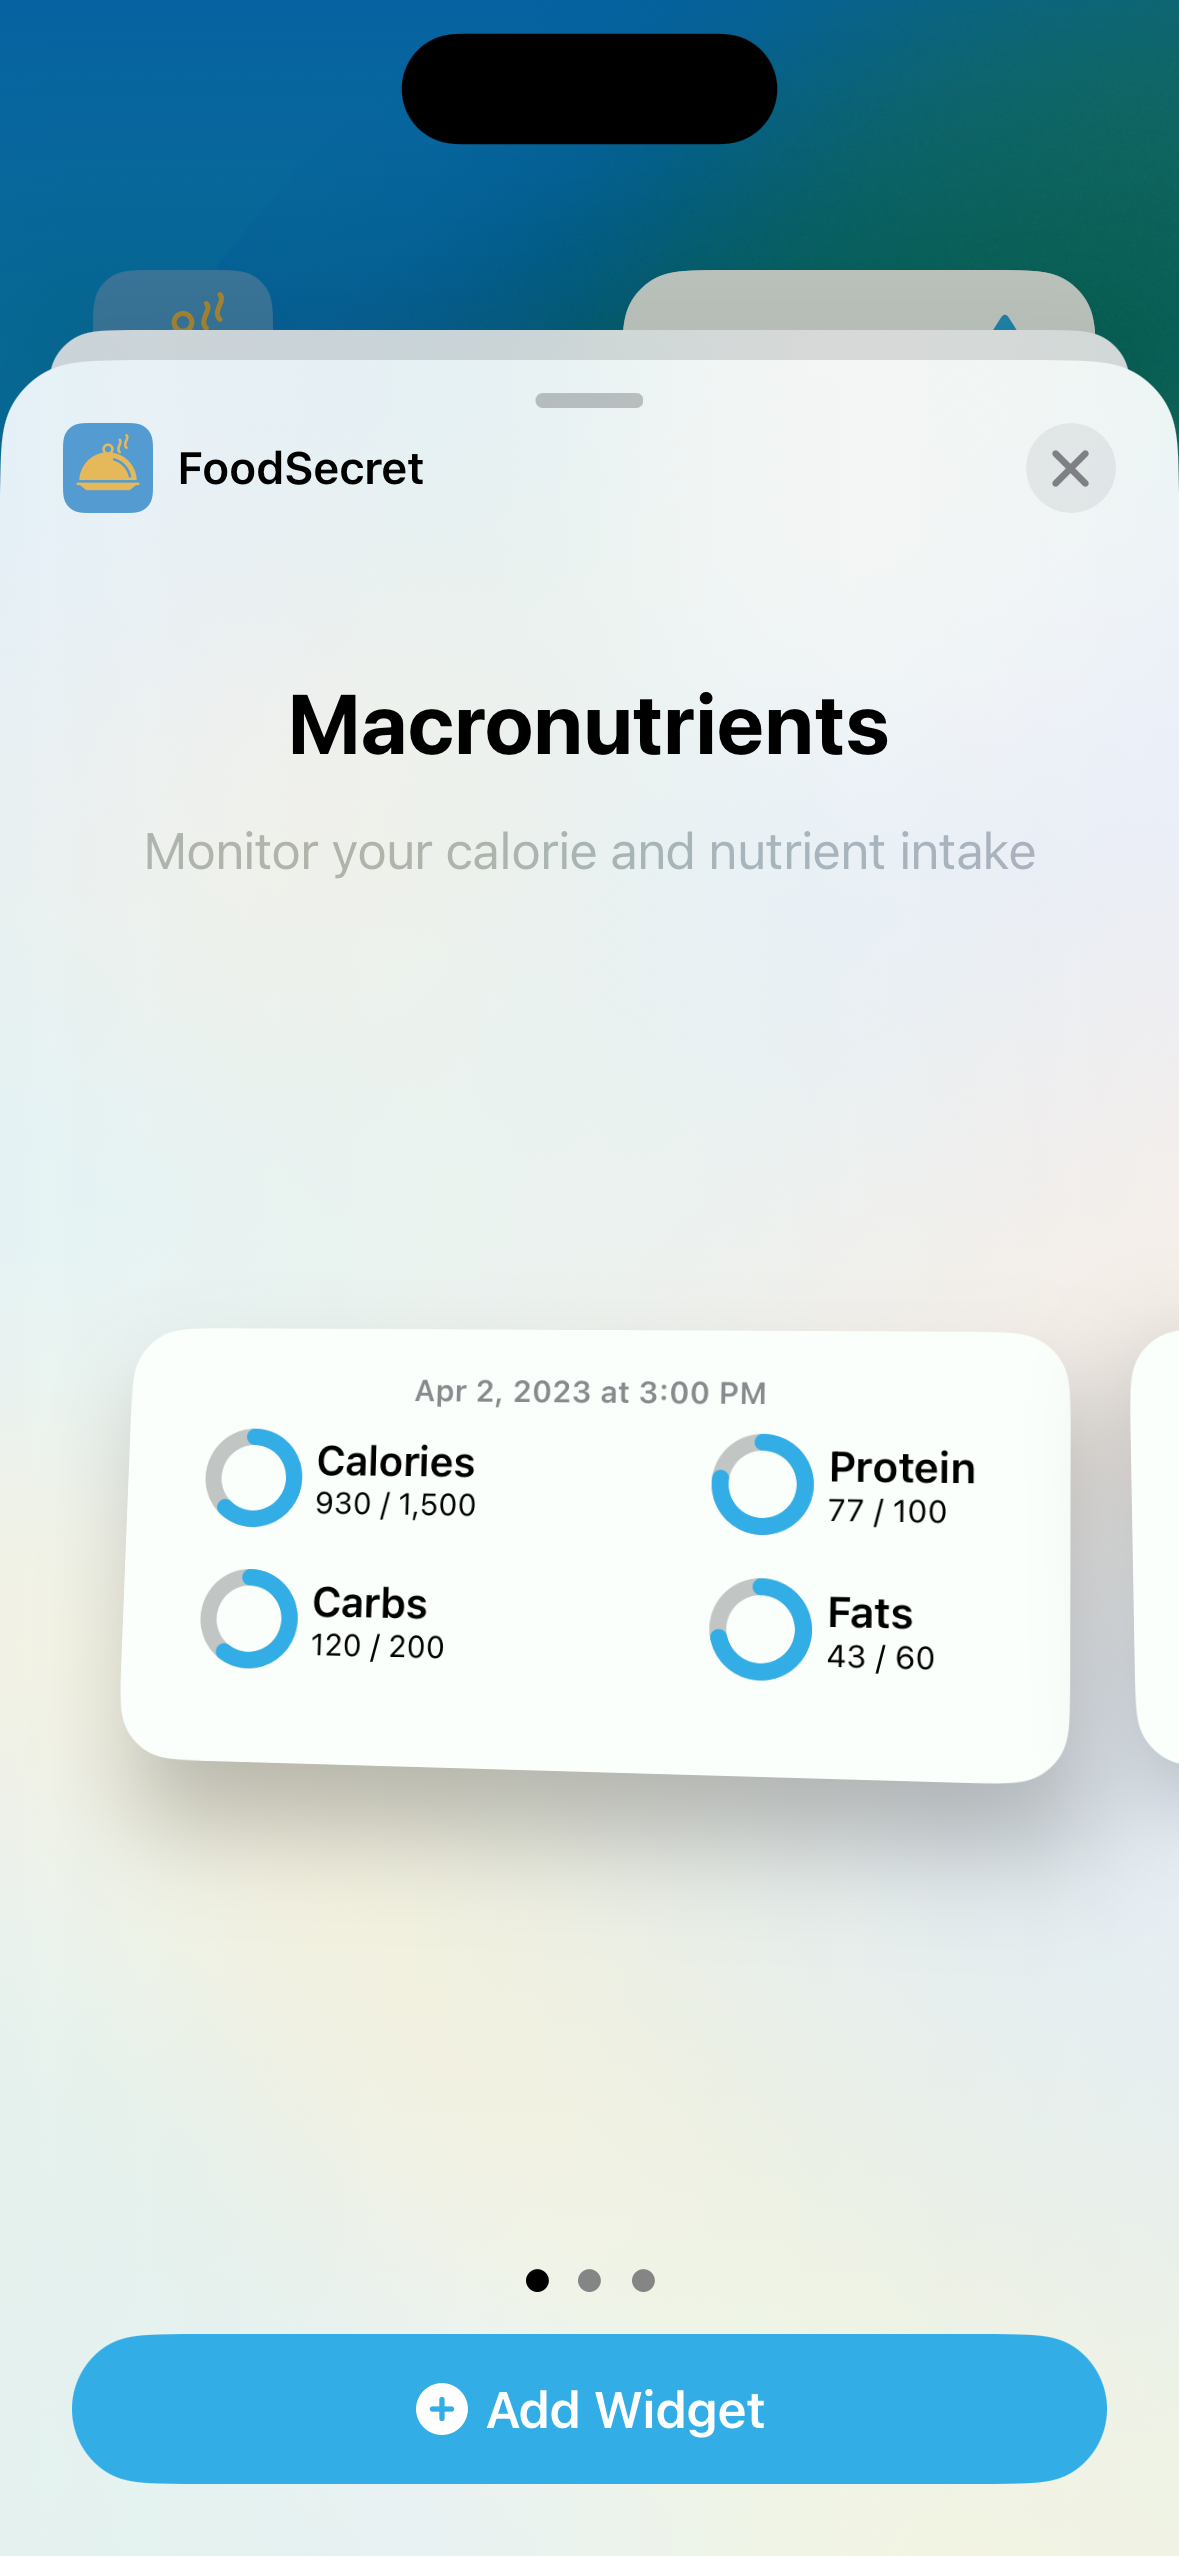 FoodSecret
Macronutrients
Monitor your calorie and nutrient intake
Apr 2, 2023 at 3:00 PM
Calories
930 / 1,500
Protein
77 / 100
Carbs
120 / 200
Fats
43 / 60
Add Widget